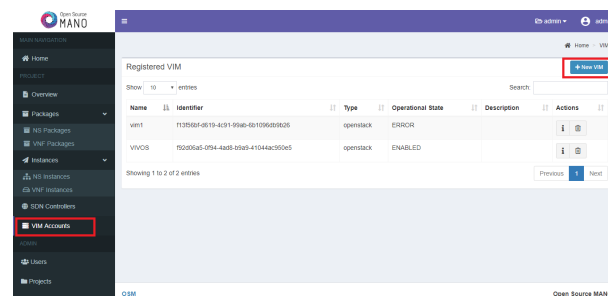 Open Source
MANO
admin
adm
MAIN NAVIGATION
Home
Home
VIM
PROJECT
Registered VIM
+ New VIM
Overview
Show 10 entries
Search:
Packages
Name Identifier Type Operational State Description Actions
NS Packages
VNF Packages
vim1 f13f56bf-d619-4c91-99ab-6b1096db9b26 openstack ERROR
Instances
VIVOS f92d06a5-0f94-4ad8-b9a9-41044ac950e5 openstack ENABLED
NS Instances
VNF Instances
Showing 1 to 2 of 2 entries
Previous 1 Next
SDN Controllers
VIM Accounts
ADMIN
Users
Projects
OSM
Open Source MAN